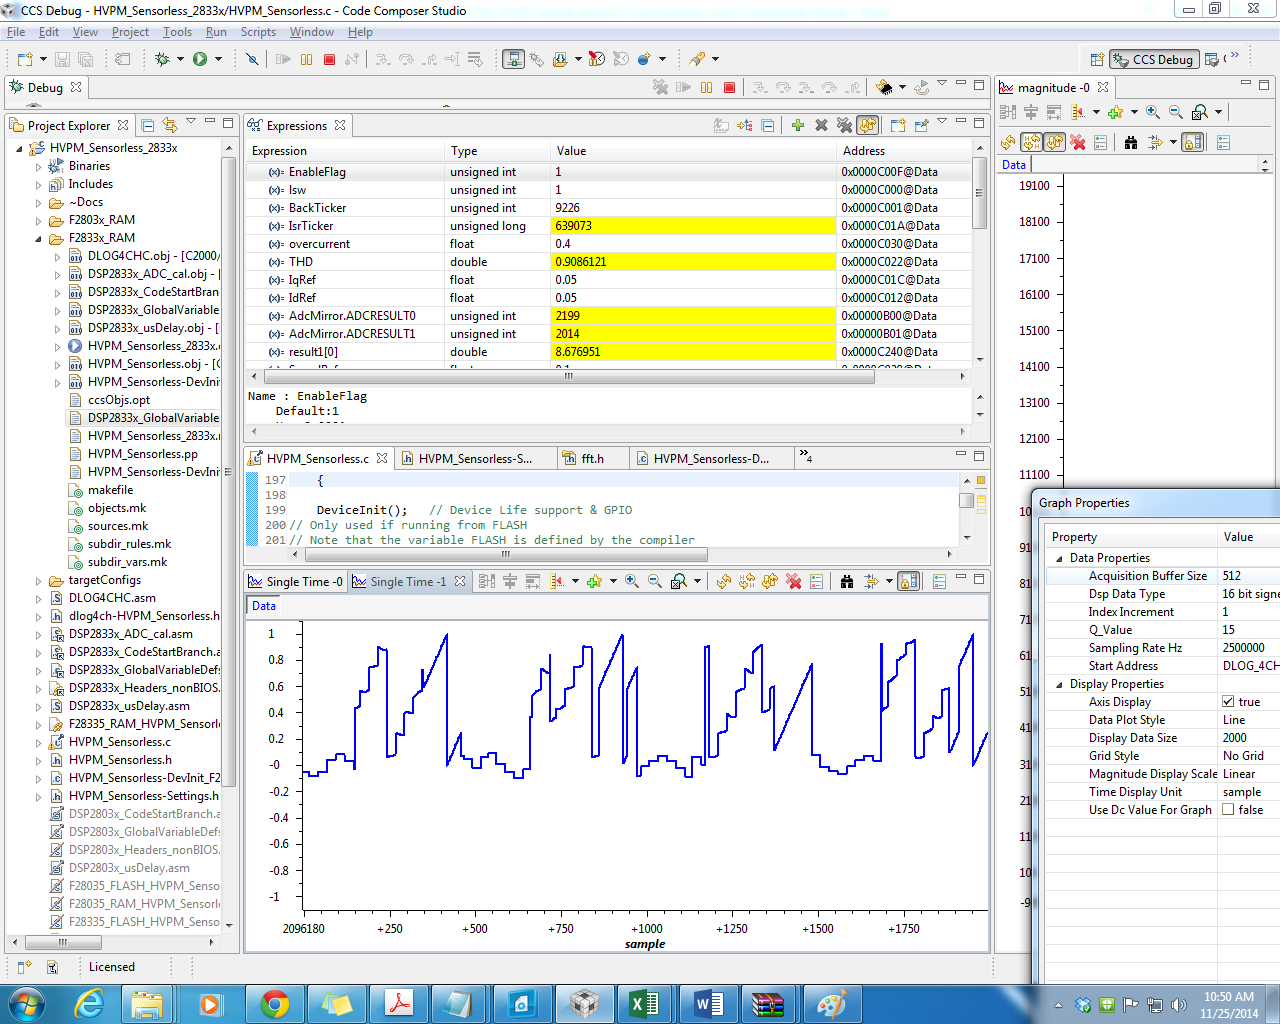 CCS Debug - HVPM_Sensorless_2833x/HVPM_Sensorless.c - Code Composer Studio
File Edit View Project Tools Run Scripts Window Help
CCS Debug
Debug
magnitude -0
Project Explorer
Expressions
HVPM_Sensorless_2833x
Binaries
Includes
~Docs
F2803x_RAM
F2833x_RAM
DLOG4CHC.obj - [C2000/
DSP2833x_ADC_cal.obj - [
DSP2833x_CodeStartBran
DSP2833x_GlobalVariable
DSP2833x_usDelay.obj - [
HVPM_Sensorless_2833x.
HVPM_Sensorless.obj - [C
HVPM_Sensorless-DevInit
ccsObjs.opt
DSP2833x_GlobalVariable
HVPM_Sensorless_2833x.
HVPM_Sensorless.pp
HVPM_Sensorless-DevInit
makefile
objects.mk
sources.mk
subdir_rules.mk
subdir_vars.mk
targetConfigs
DLOG4CHC.asm
dlog4ch-HVPM_Sensorless.h
DSP2833x_ADC_cal.asm
DSP2833x_CodeStartBranch.a
DSP2833x_GlobalVariableDefs
DSP2833x_Headers_nonBIOS.
DSP2833x_usDelay.asm
F28335_RAM_HVPM_Sensorl
HVPM_Sensorless.c
HVPM_Sensorless.h
HVPM_Sensorless-DevInit_F2
HVPM_Sensorless-Settings.h
DSP2803x_CodeStartBranch.a
DSP2803x_GlobalVariableDefs
DSP2803x_Headers_nonBIOS.
DSP2803x_usDelay.asm
F28035_FLASH_HVPM_Senso
F28035_RAM_HVPM_Sensorl
F28335_FLASH_HVPM_Senso
Expression Type Value Address
EnableFlag unsigned int 1 0x0000C00F@Data
lsw unsigned int 1 0x0000C000@Data
BackTicker unsigned int 9226 0x0000C001@Data
IsrTicker unsigned long 639073 0x0000C01A@Data
overcurrent float 0.4 0x0000C030@Data
THD double 0.9086121 0x0000C022@Data
IqRef float 0.05 0x0000C01C@Data
IdRef float 0.05 0x0000C012@Data
AdcMirror.ADCRESULT0 unsigned int 2199 0x00000B00@Data
AdcMirror.ADCRESULT1 unsigned int 2014 0x00000B01@Data
result1[0] double 8.676951 0x0000C240@Data
Name : EnableFlag
Default:1
HVPM_Sensorless.c HVPM_Sensorless-S... fft.h HVPM_Sensorless-D... »4
197 {
198
199 DeviceInit(); // Device Life support & GPIO
200 // Only used if running from FLASH
201 // Note that the variable FLASH is defined by the compiler
Single Time -0 Single Time -1
Data
1
0.8
0.6
0.4
0.2
-0
-0.2
-0.4
-0.6
-0.8
-1
2096180 +250 +500 +750 +1000 +1250 +1500 +1750
sample
Data
19100
18100
17100
16100
15100
14100
13100
12100
11100
Graph Properties
Property Value
Data Properties
Acquisition Buffer Size 512
Dsp Data Type 16 bit signe
Index Increment 1
Q_Value 15
Sampling Rate Hz 2500000
Start Address DLOG_4CH
Display Properties
Axis Display true
Data Plot Style Line
Display Data Size 2000
Grid Style No Grid
Magnitude Display Scale Linear
Time Display Unit sample
Use Dc Value For Graph false
Licensed
10:50 AM
11/25/2014